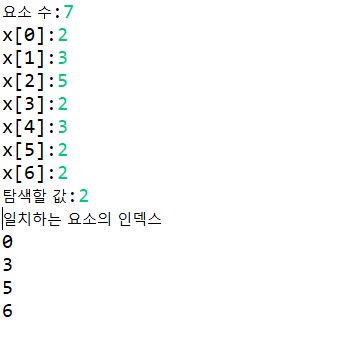 요소 수:7
x[0]:2
x[1]:3
x[2]:5
x[3]:2
x[4]:3
x[5]:2
x[6]:2
탐색할 값:2
일치하는 요소의 인덱스
0
3
5
6